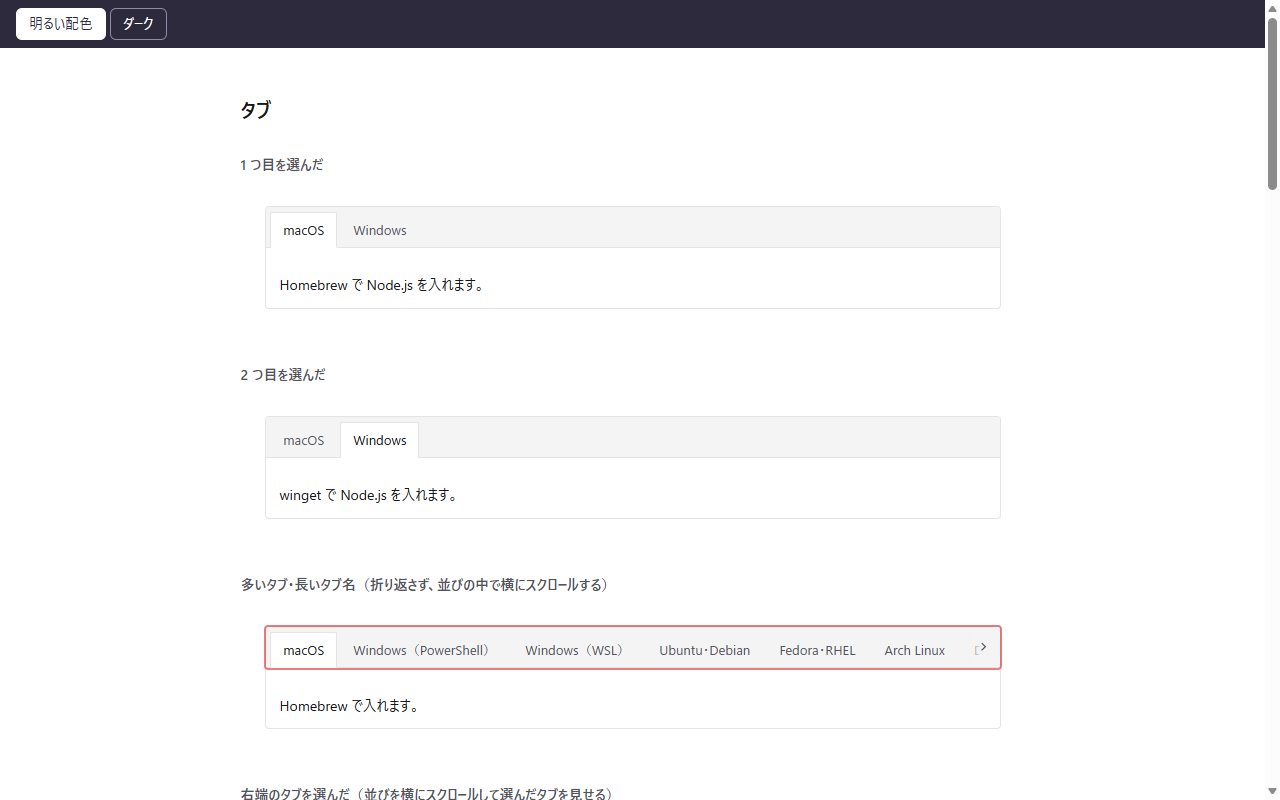 明るい配色 ダーク
タブ
1 つ目を選んだ
macOS Windows
Homebrew で Node.js を入れます。
2 つ目を選んだ
macOS Windows
winget で Node.js を入れます。
多いタブ・長いタブ名（折り返さず、並びの中で横にスクロールする）
macOS Windows（PowerShell） Windows（WSL） Ubuntu・Debian Fedora・RHEL Arch Linux
Homebrew で入れます。
右端のタブを選んだ（並びを横にスクロールして選んだタブを見せる）